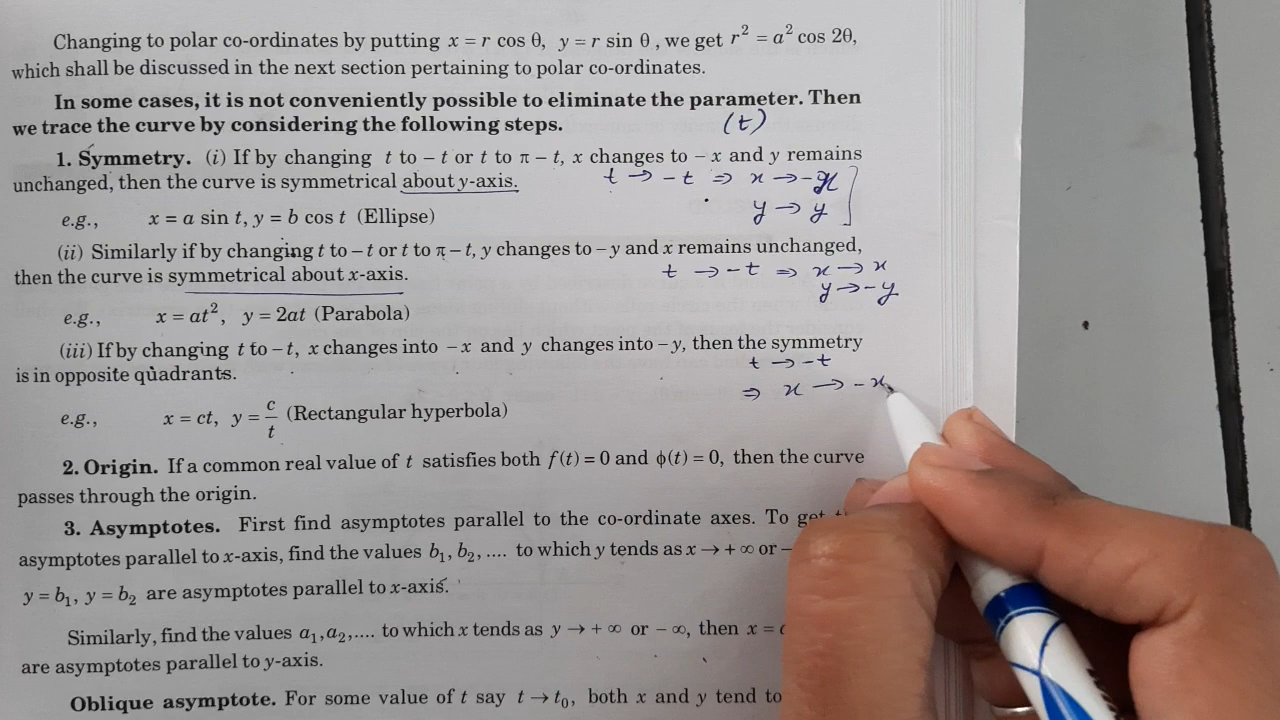 Changing to polar co-ordinates by putting x = r cos θ, y = r sin θ, we get r² = a² cos 2θ,
which shall be discussed in the next section pertaining to polar co-ordinates.
In some cases, it is not conveniently possible to eliminate the parameter. Then
we trace the curve by considering the following steps. (t)
1. Symmetry. (i) If by changing t to – t or t to π – t, x changes to – x and y remains
unchanged, then the curve is symmetrical about y-axis. t → -t ⇒ x → -x
y → y
e.g., x = a sin t, y = b cos t (Ellipse)
(ii) Similarly if by changing t to – t or t to π – t, y changes to – y and x remains unchanged,
then the curve is symmetrical about x-axis. t → -t ⇒ x → x
y → -y
e.g., x = at², y = 2at (Parabola)
(iii) If by changing t to – t, x changes into – x and y changes into – y, then the symmetry
is in opposite quadrants. t → -t
⇒ x → -x
e.g., x = ct, y = c/t (Rectangular hyperbola)
2. Origin. If a common real value of t satisfies both f(t) = 0 and ϕ(t) = 0, then the curve
passes through the origin.
3. Asymptotes. First find asymptotes parallel to the co-ordinate axes. To get
asymptotes parallel to x-axis, find the values b₁, b₂, .... to which y tends as x → + ∞ or –
y = b₁, y = b₂ are asymptotes parallel to x-axis.
Similarly, find the values a₁, a₂,.... to which x tends as y → + ∞ or – ∞, then x =
are asymptotes parallel to y-axis.
Oblique asymptote. For some value of t say t → t₀, both x and y tend to